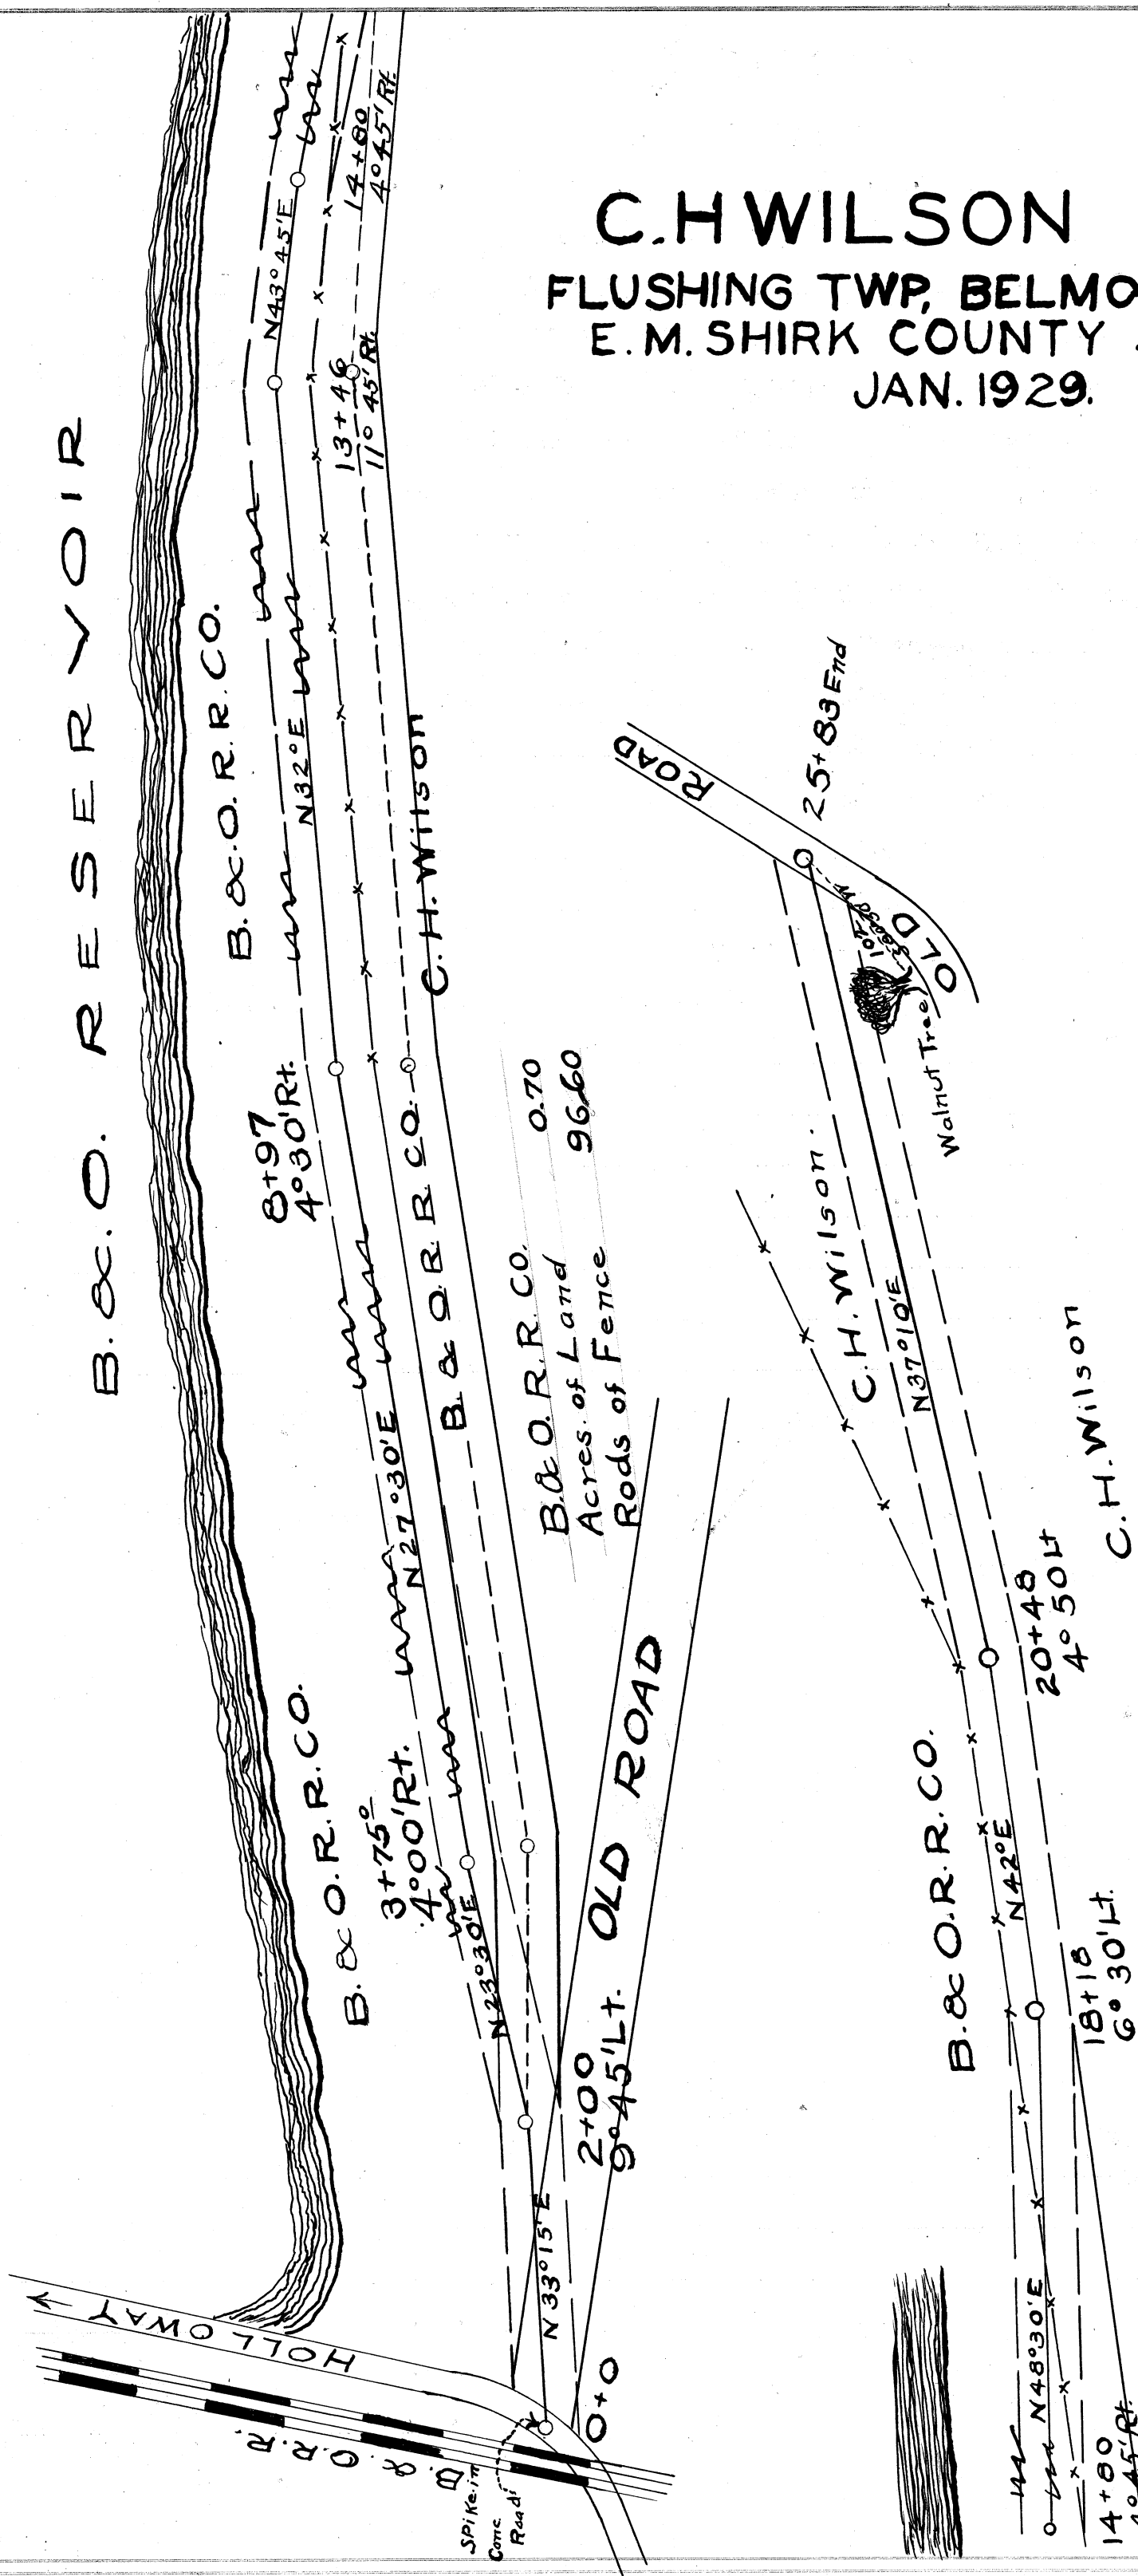 C.H WILSON
FLUSHING TWP, BELMO
E.M. SHIRK COUNTY
JAN. 1929.
B.&O. RESERVOIR
B.&O.R.R.CO.
N43°45'E
14+80
4°45'Rt.
13+46
11°45'Rt.
N32°E
C.H.Wilson
8+97
4°30'Rt.
B.&O.R.R.CO.
N27°30'E
B.&O.R.R.CO.
Acres of Land 0.70
Rods of Fence 96.60
B.&O.R.R.CO.
3+75°
4°00'Rt.
N23°30'E
OLD ROAD
2+00
9°45'Lt.
N33°15'E
0+0
HOLLOWAY
B.&O.R.R.
Spike in
Conc.
Road
25+83 End
OLD ROAD
Walnut Tree
C.H.Wilson.
N37°10'E
C.H.Wilson
20+48
4°50Lt
B.&O.R.R.CO.
N42°E
18+18
6°30'Lt.
N48°30'E
14+80
4°45'Rt.